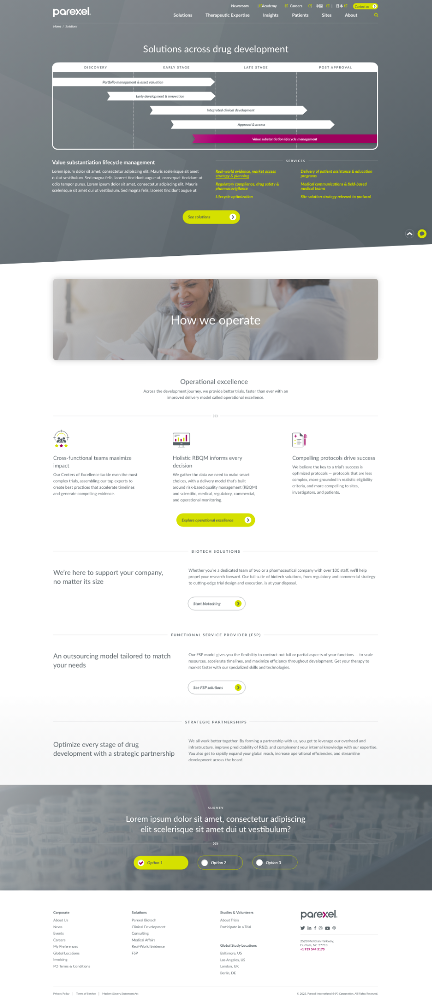 Newsroom Academy Careers 中国 | 日本 Contact us
parexel
Solutions Therapeutic Expertise Insights Patients Sites About
Home / Solutions
Solutions across drug development
DISCOVERY EARLY STAGE LATE STAGE POST APPROVAL
Portfolio management & asset valuation
Early development & innovation
Integrated clinical development
Approval & access
Value substantiation lifecycle management
Value substantiation lifecycle management
Lorem ipsum dolor sit amet, consectetur adipiscing elit. Mauris scelerisque sit amet
dui ut vestibulum. Sed magna felis, laoreet tincidunt augue ut, consequat tincidunt ut
odio tempor purus. Lorem ipsum dolor sit amet, consectetur adipiscing elit. Mauris
scelerisque sit amet dui ut vestibulum. Sed magna felis, laoreet tincidunt augue ut.
SERVICES
Real-world evidence, market access
strategy & planning
Regulatory compliance, drug safety &
pharmacovigilance
Lifecycle optimization
Delivery of patient assistance & education
programs
Medical communications & field-based
medical teams
Site solution strategy relevant to protocol
See solutions
How we operate
Operational excellence
Across the development journey, we provide better trials, faster than ever with an
improved delivery model called operational excellence.
Cross-functional teams maximize
impact
Our Centers of Excellence tackle even the most
complex trials, assembling our top experts to
create best practices that accelerate timelines
and generate compelling evidence.
Holistic RBQM informs every
decision
We gather the data we need to make smart
choices, with a delivery model that's built
around risk-based quality management (RBQM)
and scientific, medical, regulatory, commercial,
and operational monitoring.
Compelling protocols drive success
We believe the key to a trial's success is
optimized protocols — protocols that are less
complex, more grounded in realistic eligibility
criteria, and more compelling to sites,
investigators, and patients.
Explore operational excellence
BIOTECH SOLUTIONS
We're here to support your company,
no matter its size
Whether you're a dedicated team of two or a pharmaceutical company with over 100 staff, we'll help
propel your research forward. Our full suite of biotech solutions, from regulatory and commercial strategy
to cutting-edge trial design and execution, is at your disposal.
Start bioteching
FUNCTIONAL SERVICE PROVIDER (FSP)
An outsourcing model tailored to match
your needs
Our FSP model gives you the flexibility to contract out full or partial aspects of your functions — to scale
resources, accelerate timelines, and maximize efficiency throughout development. Get your therapy to
market faster with our specialized skills and technologies.
See FSP solutions
STRATEGIC PARTNERSHIPS
Optimize every stage of drug
development with a strategic partnership
We all work better together. By forming a partnership with us, you get to leverage our overhead and
infrastructure, improve predictability of R&D, and complement your internal knowledge with our expertise.
You also get to rapidly expand your global reach, increase operational efficiencies, and streamline
development across the board.
SURVEY
Lorem ipsum dolor sit amet, consectetur adipiscing
elit scelerisque sit amet dui ut vestibulum?
Option 1 Option 2 Option 3
Corporate
About Us
News
Events
Careers
My Preferences
Global Locations
Invoicing
PO Terms & Conditions
Solutions
Parexel Biotech
Clinical Development
Consulting
Medical Affairs
Real-World Evidence
FSP
Studies & Volunteers
About Trials
Participate in a Trial
Global Study Locations
Baltimore, US
Los Angeles, US
London, UK
Berlin, DE
parexel
2520 Meridian Parkway,
Durham, NC 27713
+1 919 544 3170
Privacy Policy | Terms of Service | Modern Slavery Statement Act
© 2023. Parexel International (MA) Corporation. All Rights Reserved.